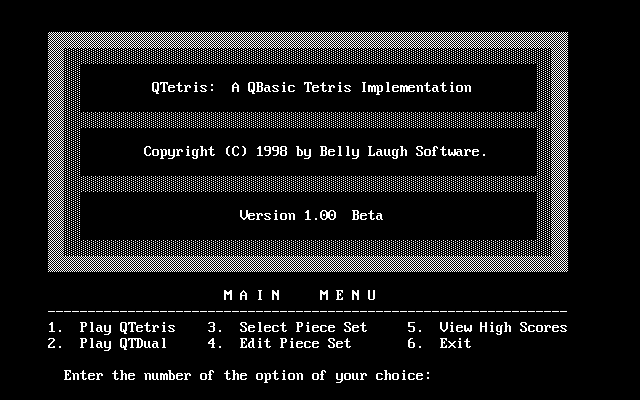 QTetris:  A QBasic Tetris Implementation
Copyright (C) 1998 by Belly Laugh Software.
Version 1.00  Beta
M A I N    M E N U
1.  Play QTetris    3.  Select Piece Set     5.  View High Scores
2.  Play QTDual     4.  Edit Piece Set       6.  Exit
Enter the number of the option of your choice: